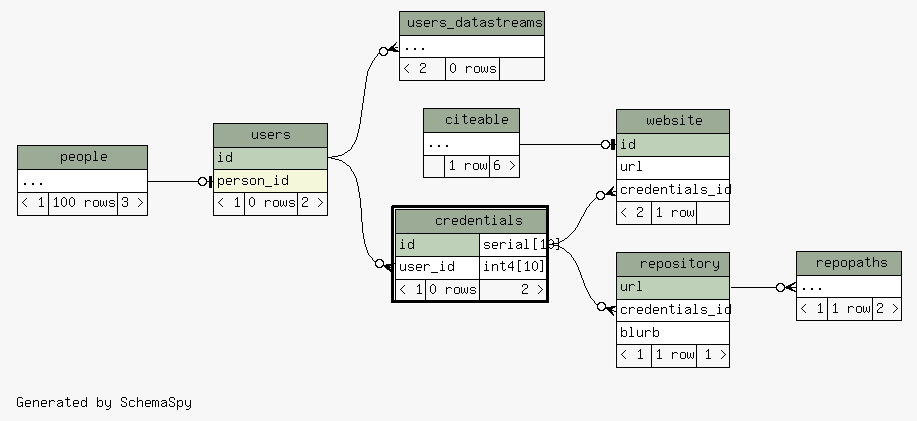 users_datastreams
...
< 2 0 rows
people
...
< 1 100 rows 3 >
users
id
person_id
< 1 0 rows 2 >
citeable
...
1 row 6 >
website
id
url
credentials_id
< 2 1 row
credentials
id serial[10]
user_id int4[10]
< 1 0 rows 2 >
repository
url
credentials_id
blurb
< 1 1 row 1 >
repopaths
...
< 1 1 row 2 >
Generated by SchemaSpy